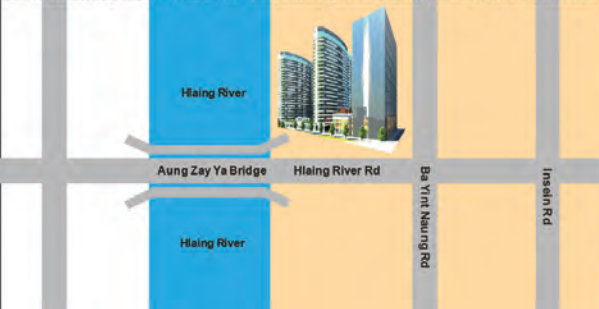 Hlaing River
Aung Zay Ya Bridge
Hlaing River Rd
Ba Yint Naung Rd
Insein Rd
Hlaing River